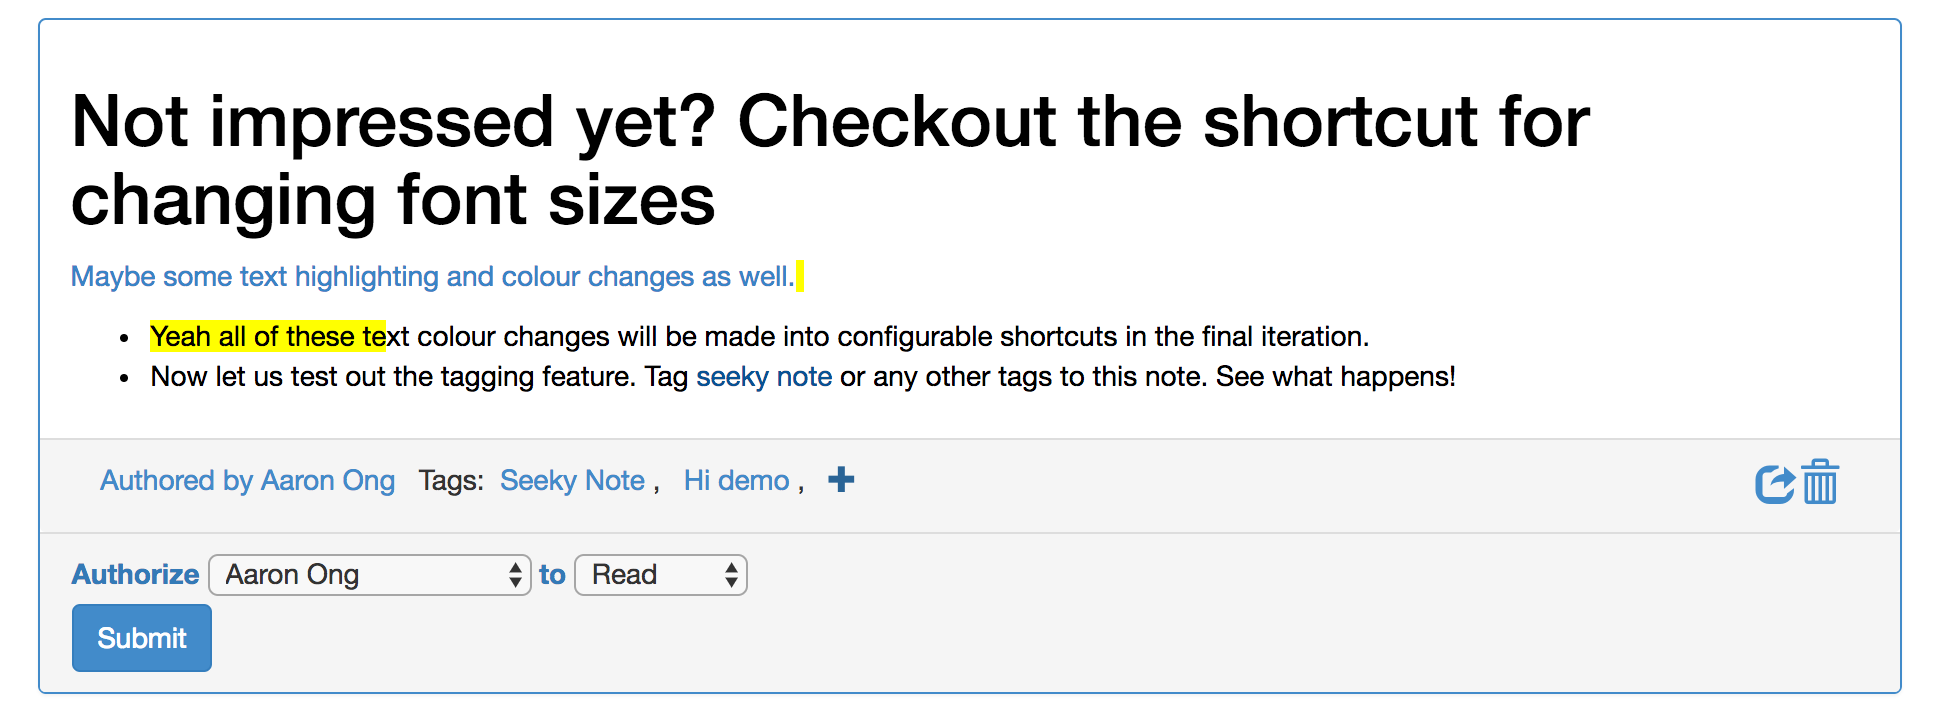 Not impressed yet? Checkout the shortcut for
changing font sizes
Maybe some text highlighting and colour changes as well.
• Yeah all of these text colour changes will be made into configurable shortcuts in the final iteration.
• Now let us test out the tagging feature. Tag seeky note or any other tags to this note. See what happens!
Authored by Aaron Ong Tags: Seeky Note , Hi demo ,
Authorize Aaron Ong to Read
Submit